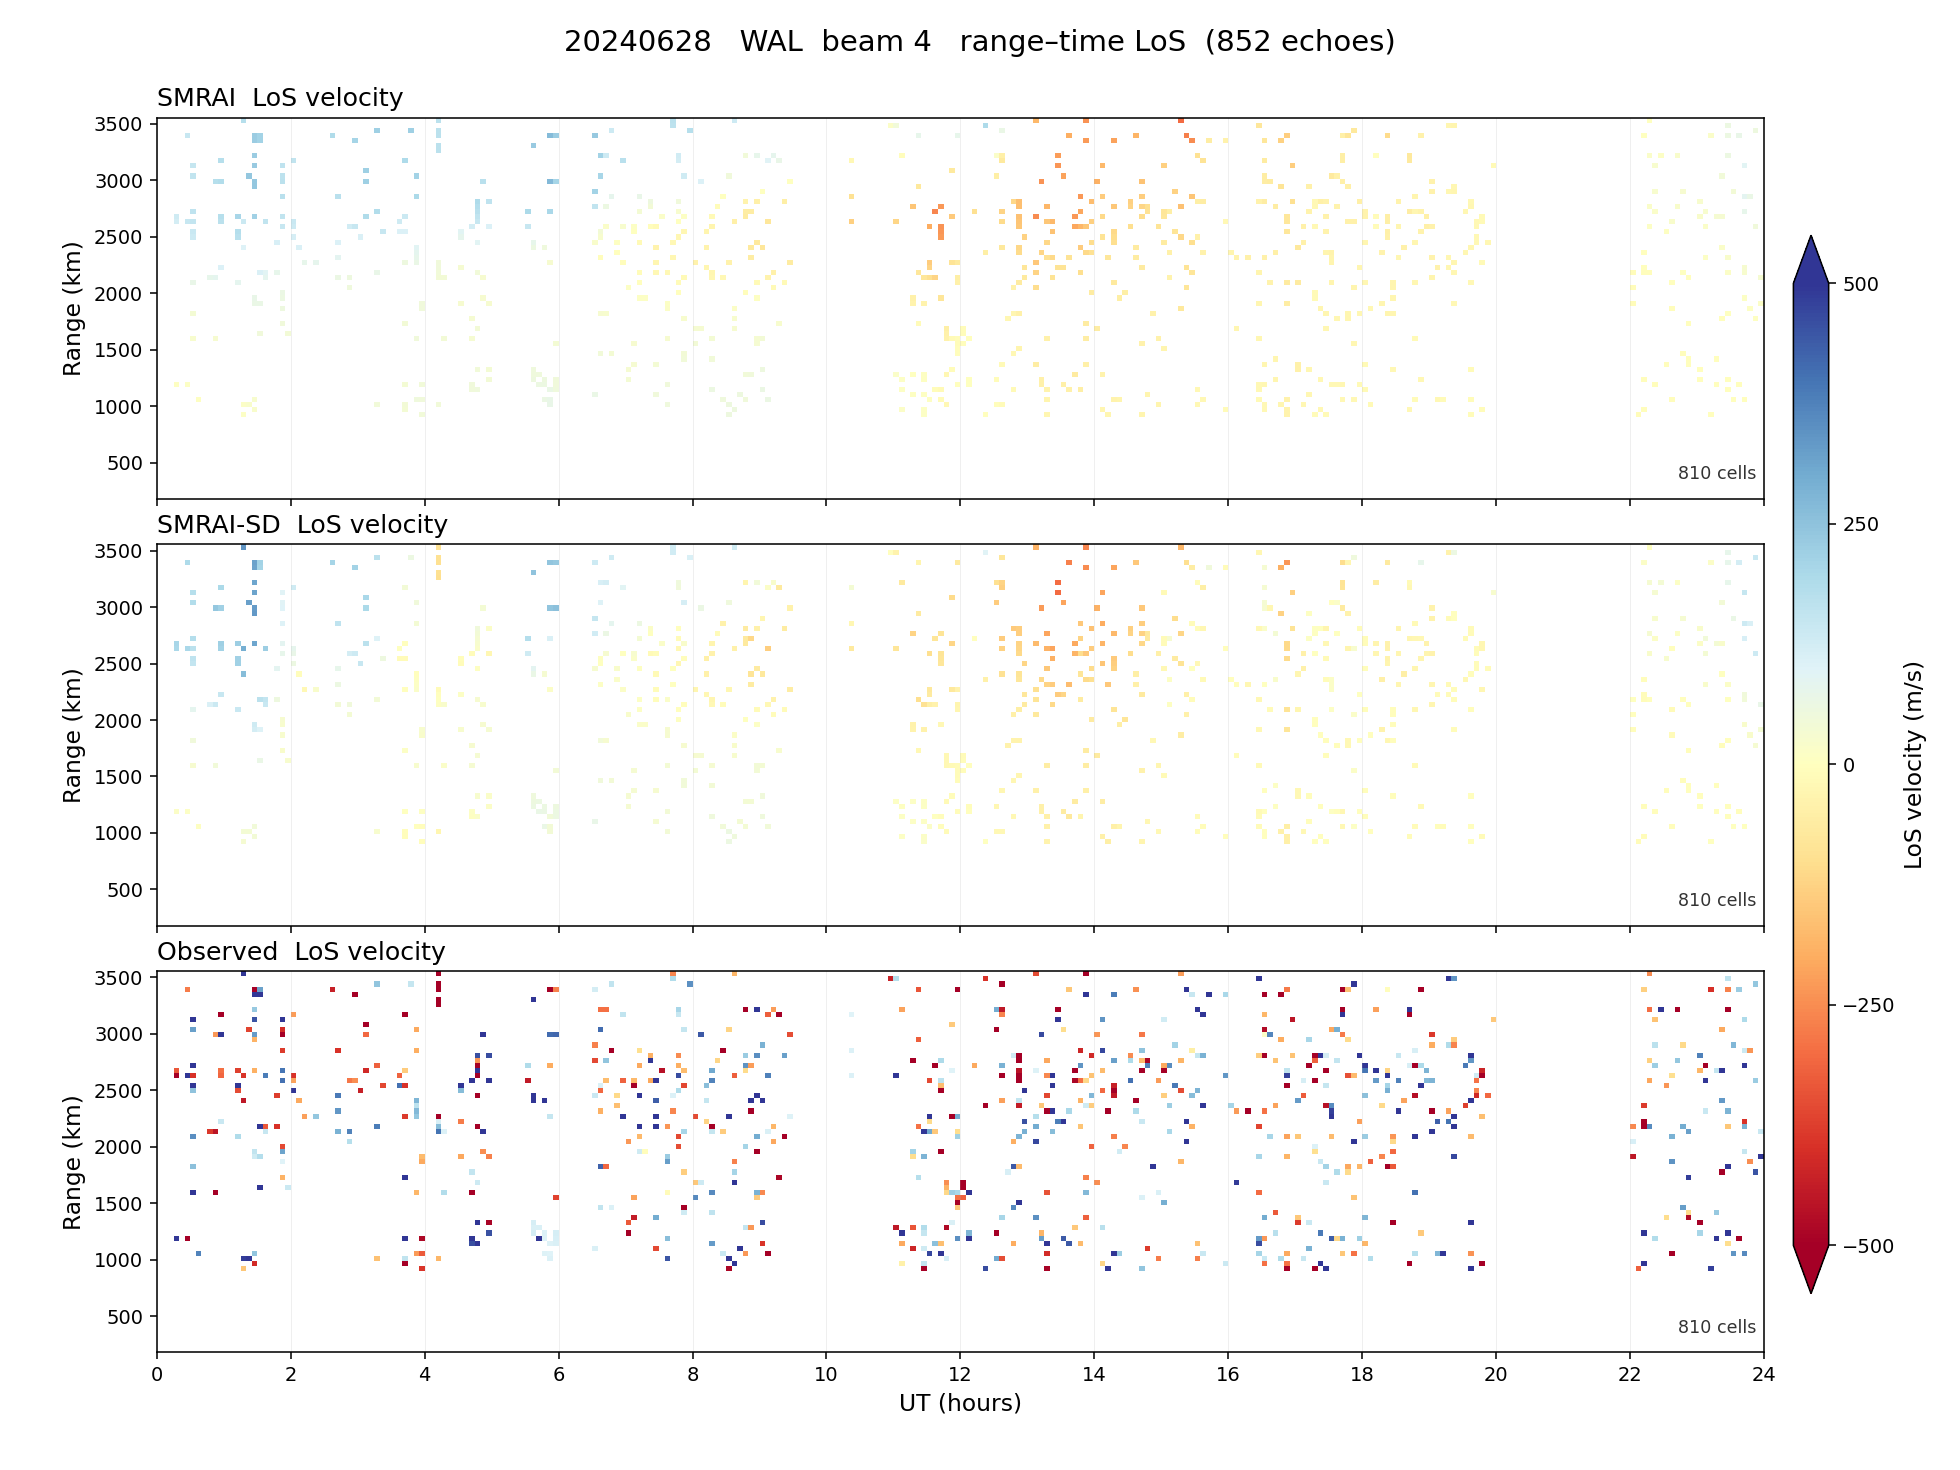 20240628   WAL  beam 4   range–time LoS  (852 echoes)
SMRAI  LoS velocity
3500
3000
2500
2000
1500
1000
500
Range (km)
810 cells
SMRAI-SD  LoS velocity
3500
3000
2500
2000
1500
1000
500
Range (km)
810 cells
Observed  LoS velocity
3500
3000
2500
2000
1500
1000
500
Range (km)
810 cells
0 2 4 6 8 10 12 14 16 18 20 22 24
UT (hours)
500
250
0
−250
−500
LoS velocity (m/s)